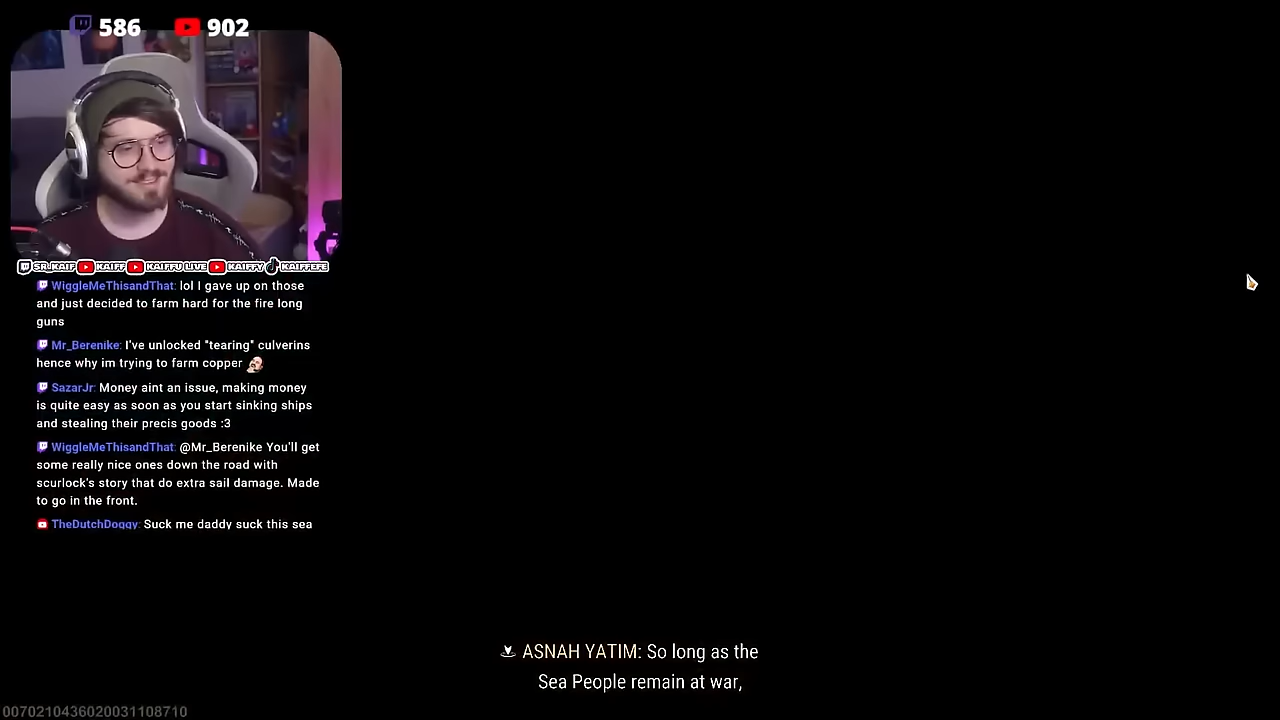 586 902
SR_KAIF KAIFF KAIFFU LIVE KAIFFY KAIFFEFE
WiggleMeThisandThat: lol I gave up on those
and just decided to farm hard for the fire long
guns
Mr_Berenike: I've unlocked "tearing" culverins
hence why im trying to farm copper
SazarJr: Money aint an issue, making money
is quite easy as soon as you start sinking ships
and stealing their precis goods :3
WiggleMeThisandThat: @Mr_Berenike You'll get
some really nice ones down the road with
scurlock's story that do extra sail damage. Made
to go in the front.
TheDutchDoggy: Suck me daddy suck this sea
ASNAH YATIM: So long as the
Sea People remain at war,
0070210436020031108710